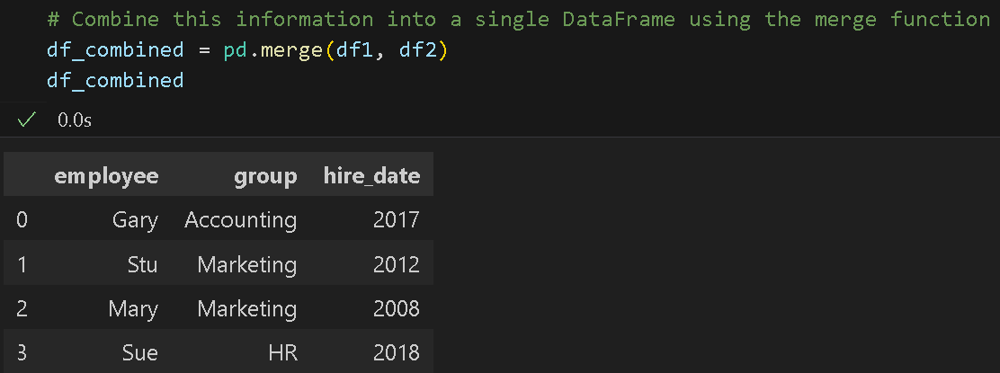 # Combine this information into a single DataFrame using the merge function
df_combined = pd.merge(df1, df2)
df_combined
0.0s
employee group hire_date
0 Gary Accounting 2017
1 Stu Marketing 2012
2 Mary Marketing 2008
3 Sue HR 2018